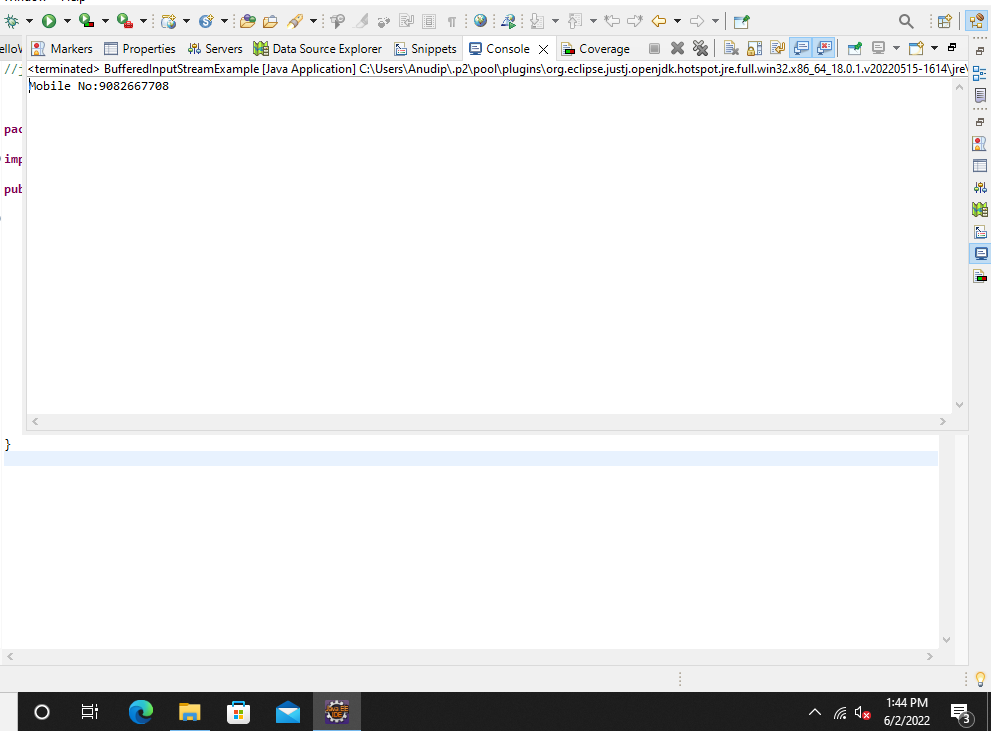 Markers Properties Servers Data Source Explorer Snippets Console Coverage
<terminated> BufferedInputStreamExample [Java Application] C:\Users\Anudip\.p2\pool\plugins\org.eclipse.justj.openjdk.hotspot.jre.full.win32.x86_64_18.0.1.v20220515-1614\jre\
Mobile No:9082667708
pac
imp
pub
}
1:44 PM
6/2/2022
3